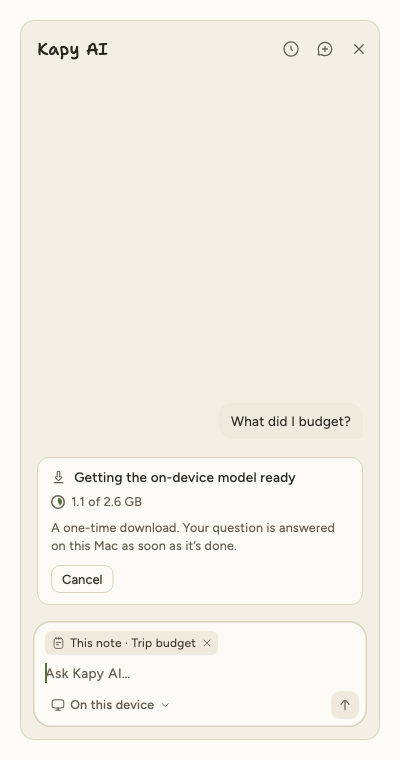 Kapy AI
What did I budget?
Getting the on-device model ready
1.1 of 2.6 GB
A one-time download. Your question is answered
on this Mac as soon as it's done.
Cancel
This note · Trip budget
Ask Kapy AI…
On this device